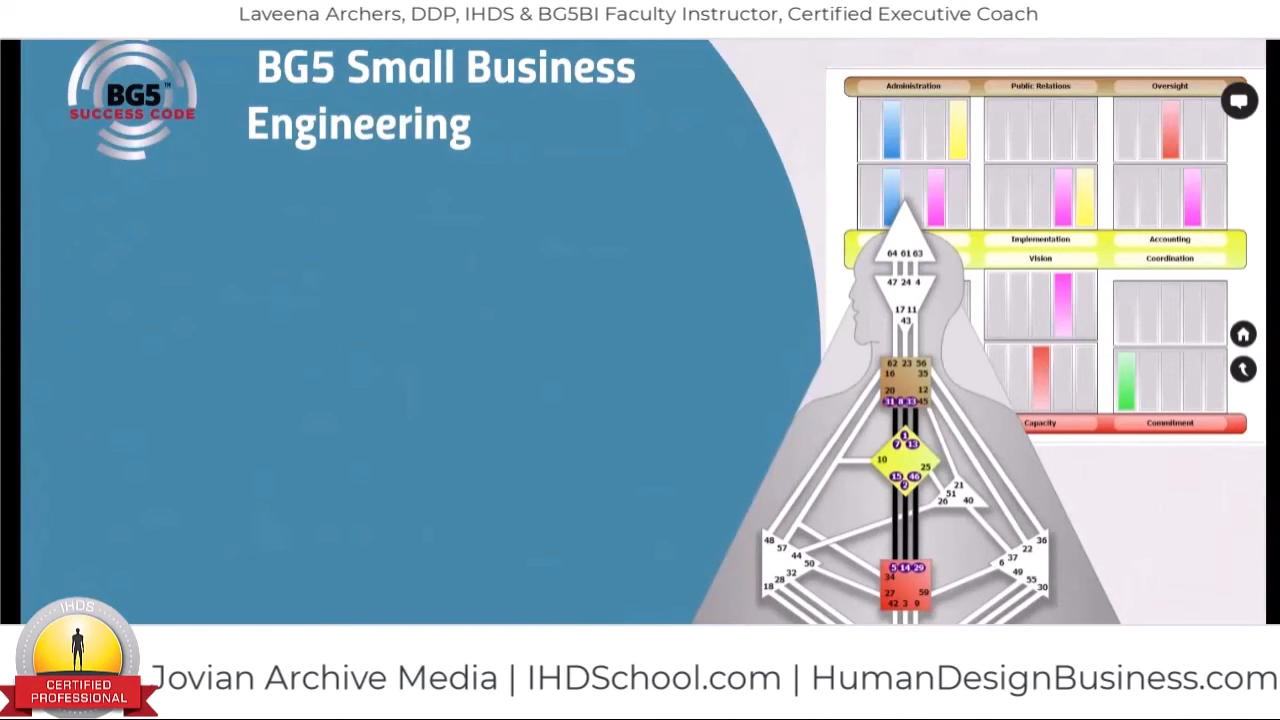 Laveena Archers, DDP, IHDS & BG5BI Faculty Instructor, Certified Executive Coach
BG5™
SUCCESS CODE
BG5 Small Business
Engineering
Administration
Public Relations
Oversight
Implementation
Accounting
Vision
Coordination
Capacity
Commitment
64 61 63
47 24 4
17 11
43
62 23 56
16 35
20 12
31 8 33 45
1
7 13
10
25
15 46
2
21
51
26 40
48
57
44
50
32
28
18
36
22
37
6
49
55
30
5 14 29
34
27 59
42 3 9
IHDS
CERTIFIED
PROFESSIONAL
Jovian Archive Media | IHDSchool.com | HumanDesignBusiness.com